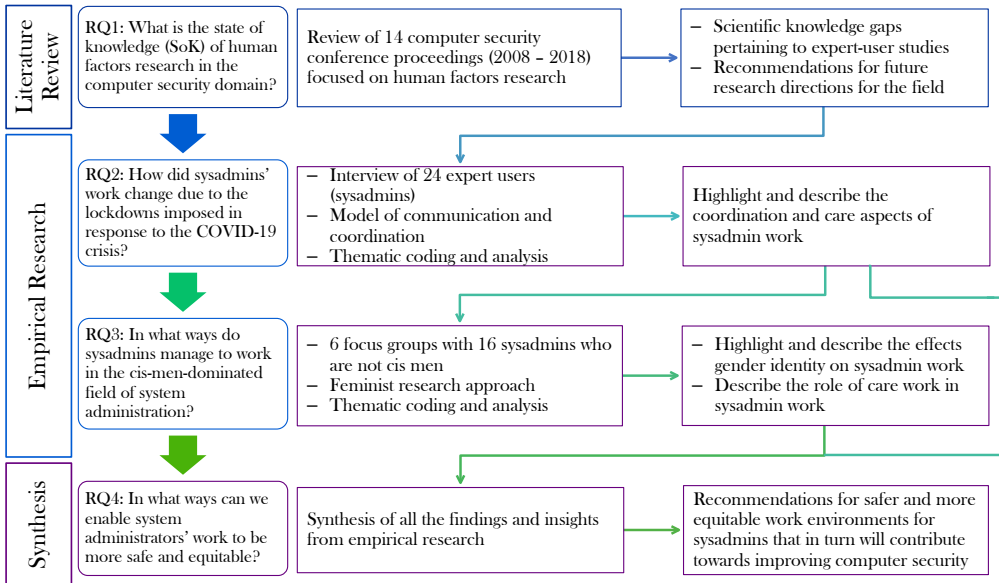 Literature
Review
RQ1: What is the state of
knowledge (SoK) of human
factors research in the
computer security domain?
Review of 14 computer security
conference proceedings (2008 – 2018)
focused on human factors research
– Scientific knowledge gaps
pertaining to expert-user studies
– Recommendations for future
research directions for the field
Empirical Research
RQ2: How did sysadmins’
work change due to the
lockdowns imposed in
response to the COVID-19
crisis?
– Interview of 24 expert users
(sysadmins)
– Model of communication and
coordination
– Thematic coding and analysis
Highlight and describe the
coordination and care aspects of
sysadmin work
RQ3: In what ways do
sysadmins manage to work
in the cis-men-dominated
field of system
administration?
– 6 focus groups with 16 sysadmins who
are not cis men
– Feminist research approach
– Thematic coding and analysis
– Highlight and describe the effects
gender identity on sysadmin work
– Describe the role of care work in
sysadmin work
Synthesis
RQ4: In what ways can we
enable system
administrators’ work to be
more safe and equitable?
Synthesis of all the findings and insights
from empirical research
Recommendations for safer and more
equitable work environments for
sysadmins that in turn will contribute
towards improving computer security